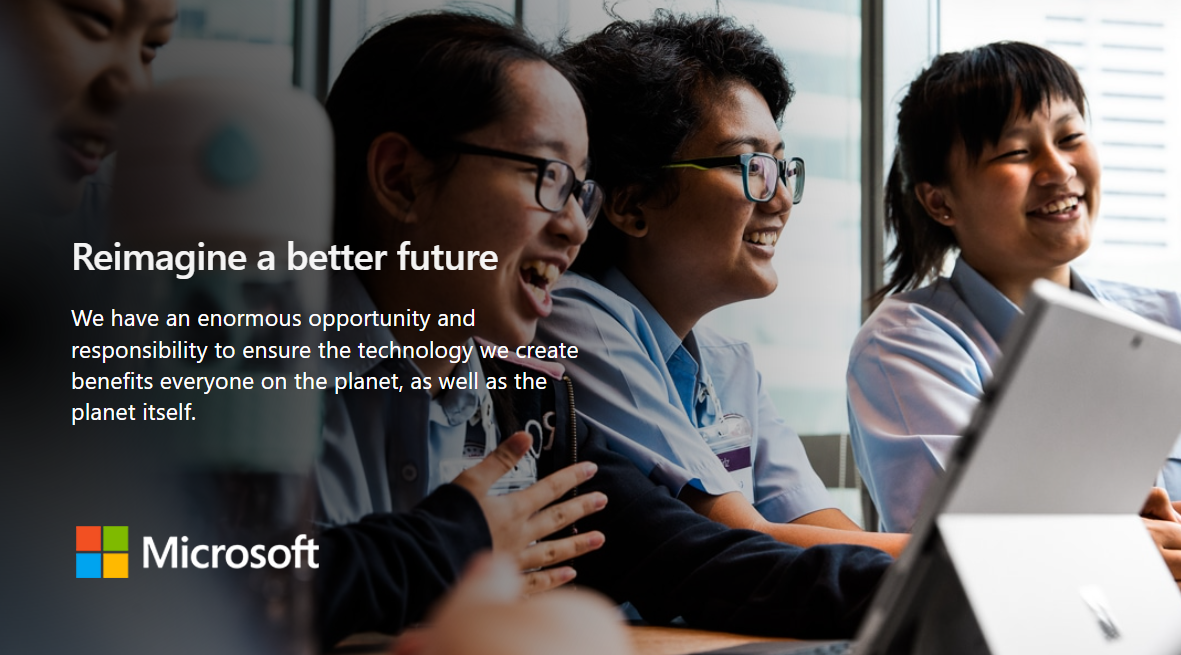 Reimagine a better future
We have an enormous opportunity and
responsibility to ensure the technology we create
benefits everyone on the planet, as well as the
planet itself.
Microsoft